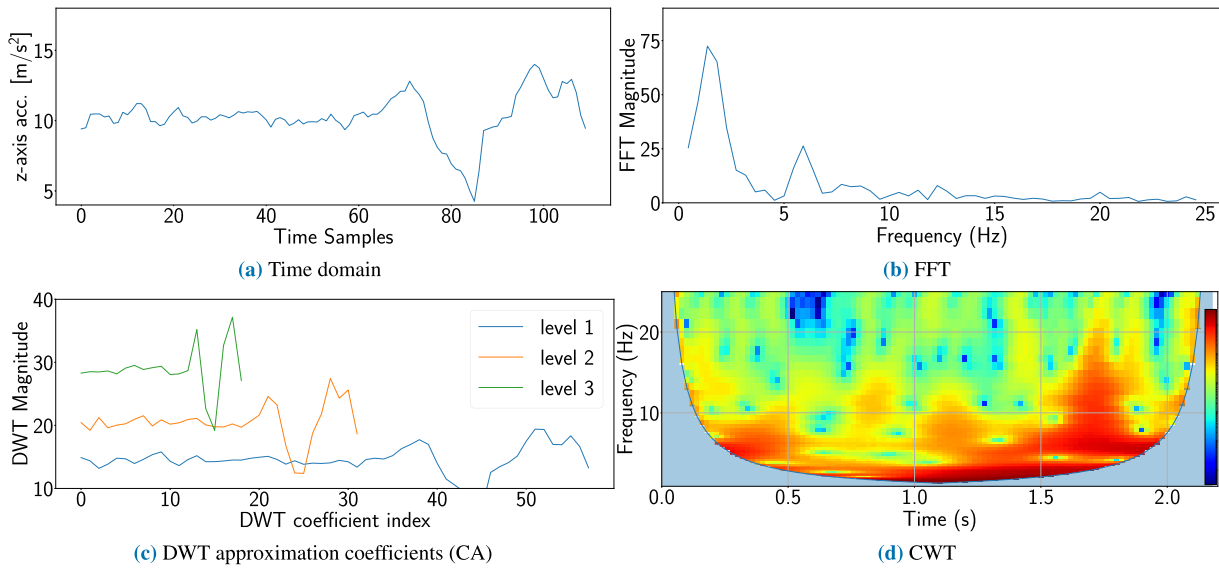 15
10
5
z-axis acc. [m/s²]
0 20 40 60 80 100
Time Samples
(a) Time domain
75
50
25
0
FFT Magnitude
0 5 10 15 20 25
Frequency (Hz)
(b) FFT
40
30
20
10
DWT Magnitude
level 1
level 2
level 3
0 10 20 30 40 50
DWT coefficient index
(c) DWT approximation coefficients (CA)
20
10
Frequency (Hz)
0.0 0.5 1.0 1.5 2.0
Time (s)
(d) CWT